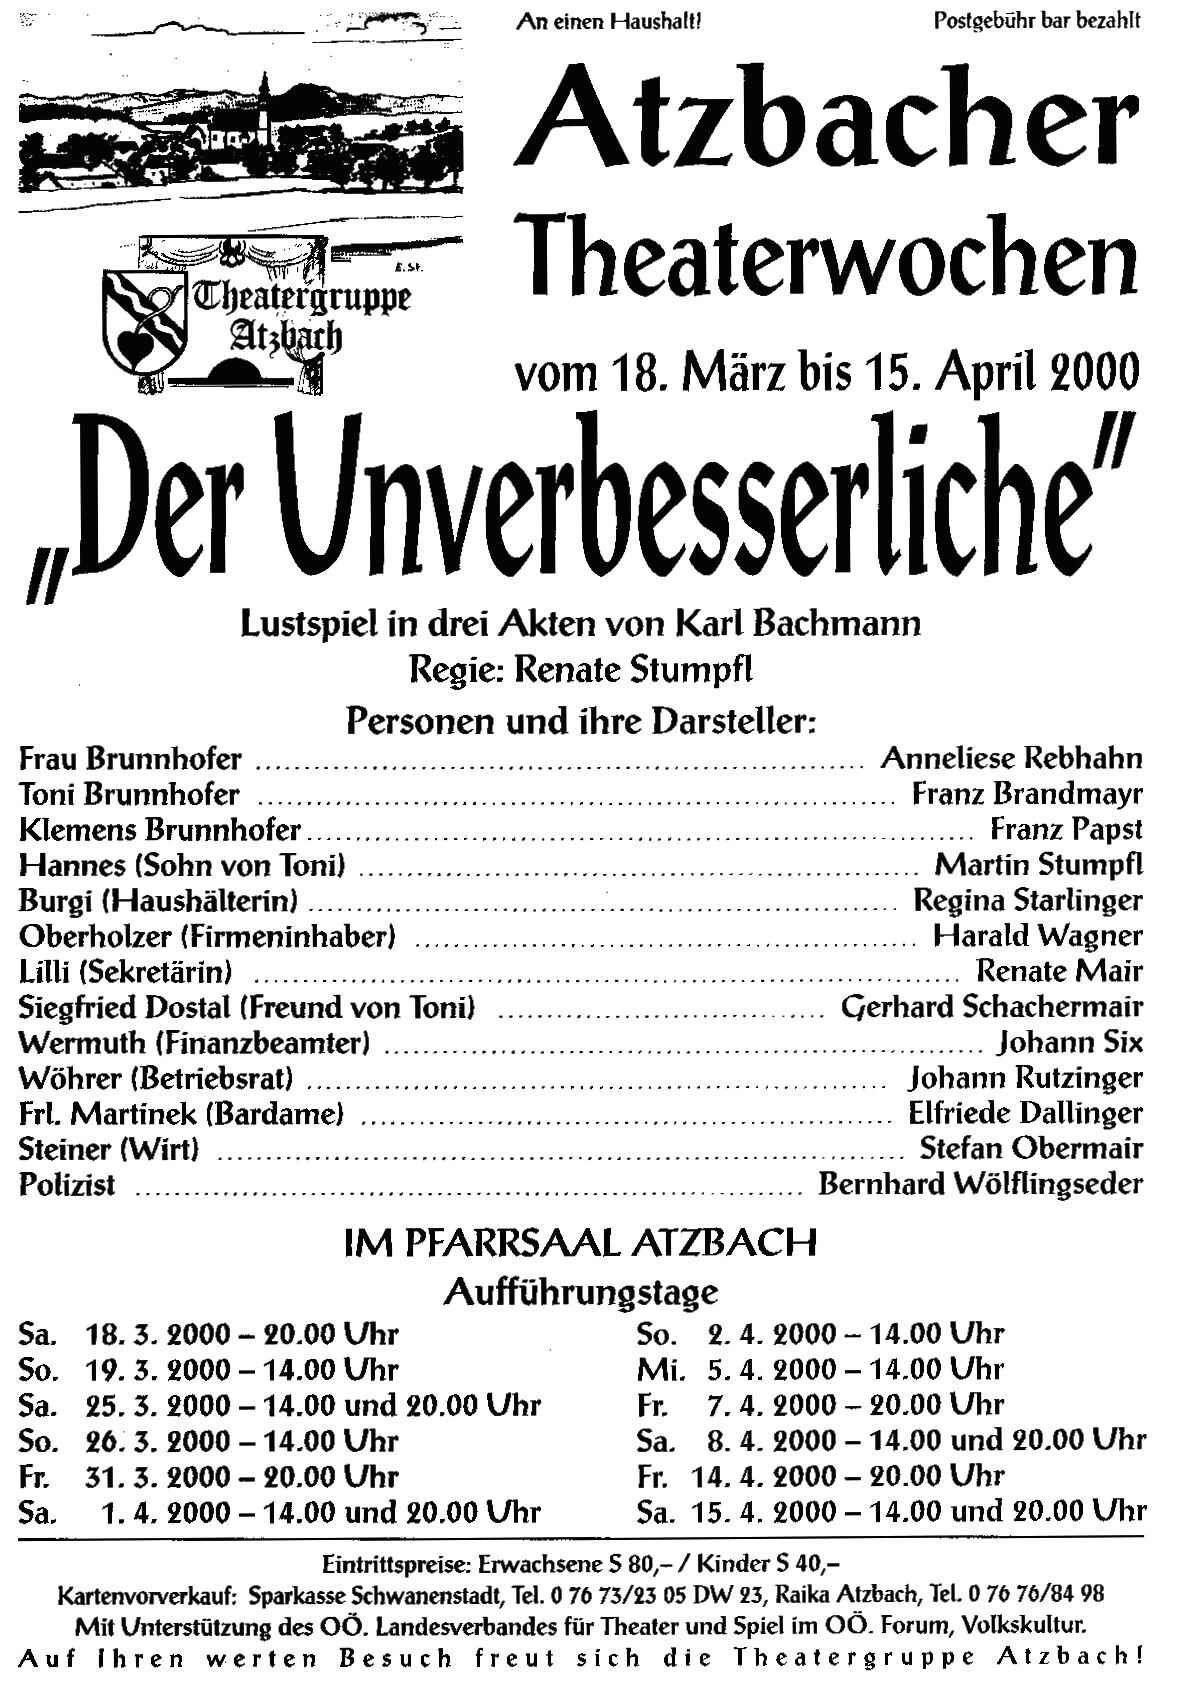 An einen Haushalt! Postgebühr bar bezahlt
Atzbacher
Theaterwochen
E.St.
Theatergruppe
Atzbach
vom 18. März bis 15. April 2000
„Der Unverbesserliche"
Lustspiel in drei Akten von Karl Bachmann
Regie: Renate Stumpfl
Personen und ihre Darsteller:
Frau Brunnhofer ........ Anneliese Rebhahn
Toni Brunnhofer ........ Franz Brandmayr
Klemens Brunnhofer ........ Franz Papst
Hannes (Sohn von Toni) ........ Martin Stumpfl
Burgi (Haushälterin) ........ Regina Starlinger
Oberholzer (Firmeninhaber) ........ Harald Wagner
Lilli (Sekretärin) ........ Renate Mair
Siegfried Dostal (Freund von Toni) ........ Gerhard Schachermair
Wermuth (Finanzbeamter) ........ Johann Six
Wöhrer (Betriebsrat) ........ Johann Rutzinger
Frl. Martinek (Bardame) ........ Elfriede Dallinger
Steiner (Wirt) ........ Stefan Obermair
Polizist ........ Bernhard Wölflingseder
IM PFARRSAAL ATZBACH
Aufführungstage
Sa. 18. 3. 2000 – 20.00 Uhr
So. 19. 3. 2000 – 14.00 Uhr
Sa. 25. 3. 2000 – 14.00 und 20.00 Uhr
So. 26. 3. 2000 – 14.00 Uhr
Fr. 31. 3. 2000 – 20.00 Uhr
Sa. 1. 4. 2000 – 14.00 und 20.00 Uhr
So. 2. 4. 2000 – 14.00 Uhr
Mi. 5. 4. 2000 – 14.00 Uhr
Fr. 7. 4. 2000 – 20.00 Uhr
Sa. 8. 4. 2000 – 14.00 und 20.00 Uhr
Fr. 14. 4. 2000 – 20.00 Uhr
Sa. 15. 4. 2000 – 14.00 und 20.00 Uhr
Eintrittspreise: Erwachsene S 80,– / Kinder S 40,–
Kartenvorverkauf: Sparkasse Schwanenstadt, Tel. 0 76 73/23 05 DW 23, Raika Atzbach, Tel. 0 76 76/84 98
Mit Unterstützung des OÖ. Landesverbandes für Theater und Spiel im OÖ. Forum, Volkskultur.
Auf Ihren werten Besuch freut sich die Theatergruppe Atzbach!